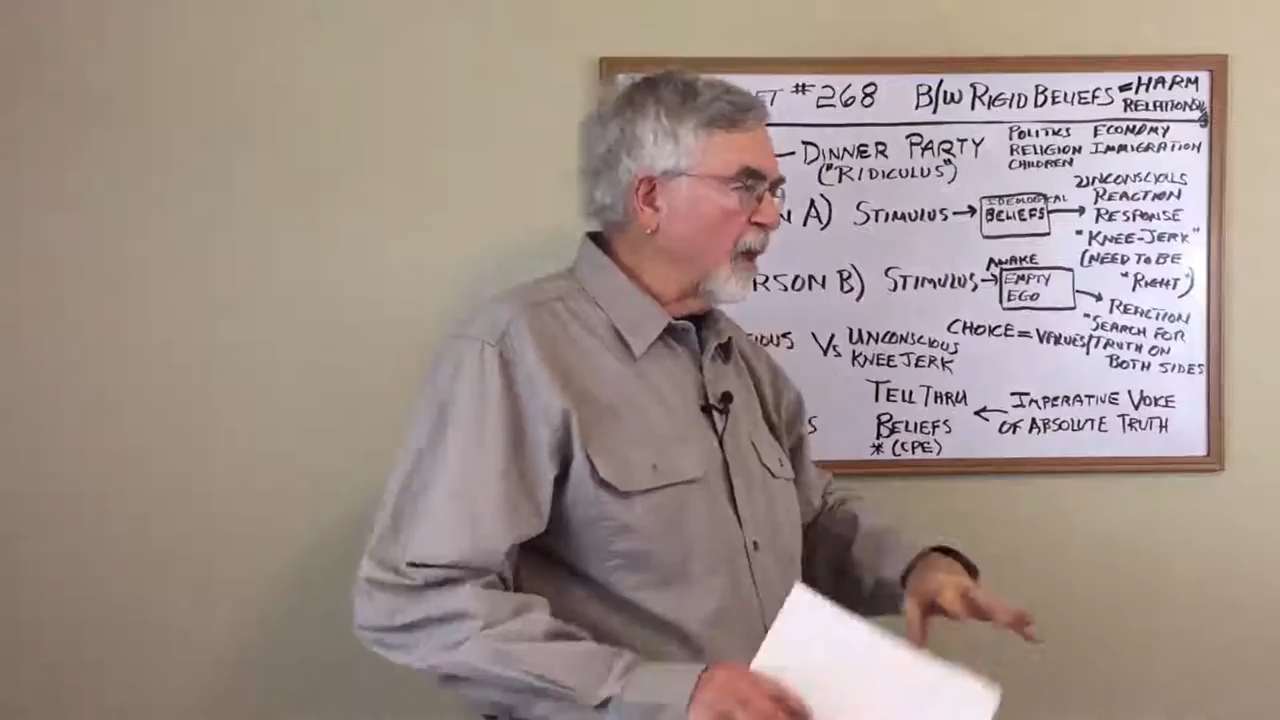 #268 B/W RIGID BELIEFS = HARM
RELATIONS
DINNER PARTY
("RIDICULUS")
POLITICS ECONOMY
RELIGION IMMIGRATION
CHILDREN
A) STIMULUS → IDEOLOGICAL
BELIEFS →
UNCONSCIOUS
REACTION
RESPONSE
"KNEE-JERK"
(NEED TO BE
"RIGHT")
RSON B) STIMULUS → AWAKE
EMPTY
EGO
REACTION
"SEARCH FOR
TRUTH ON
BOTH SIDES
CHOICE = VALUES/
IOUS VS UNCONSCIOUS
KNEE JERK
TELL THRU
BELIEFS
* (CPE)
← IMPERATIVE VOICE
OF ABSOLUTE TRUTH